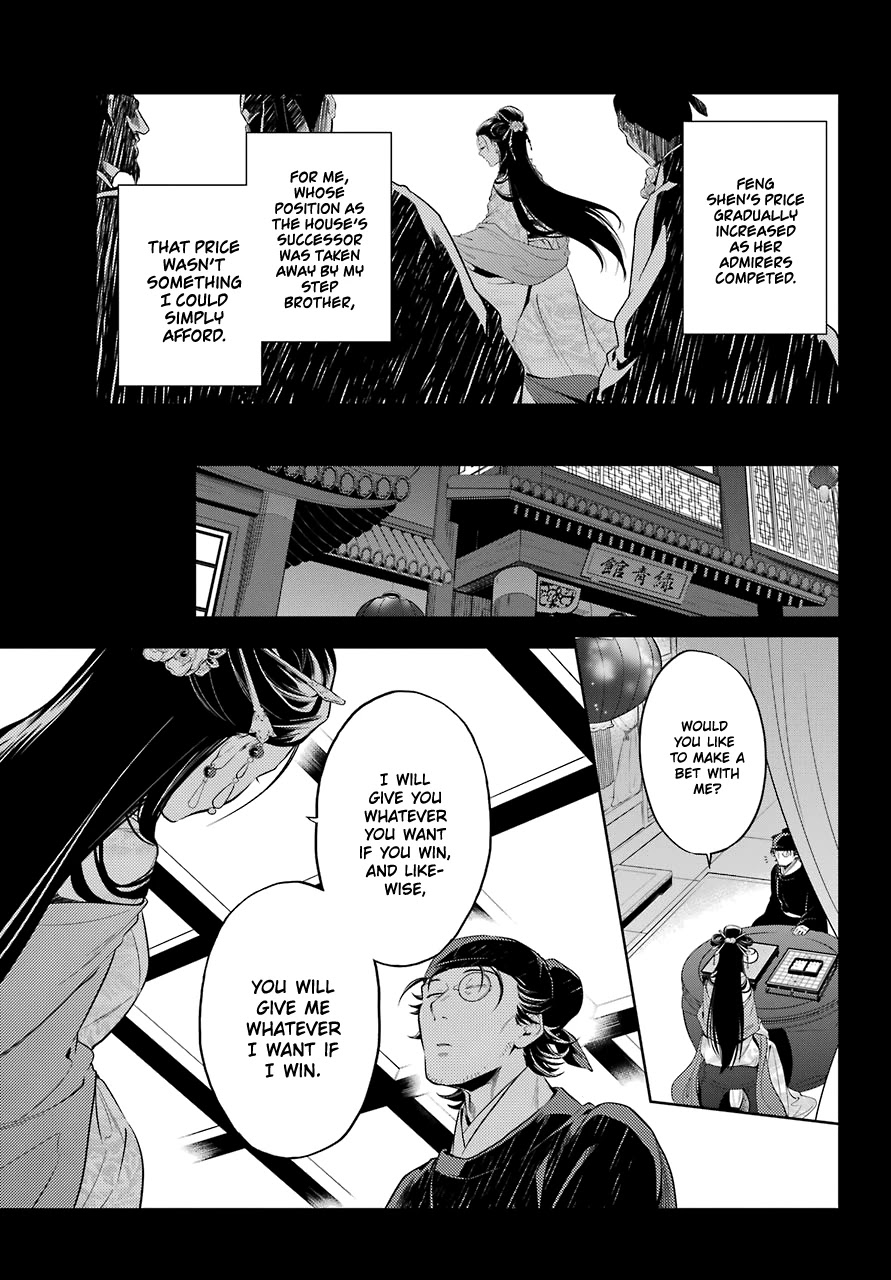 FENG
SHEN'S PRICE
GRADUALLY
INCREASED
AS HER
ADMIRERS
COMPETED.
FOR ME,
WHOSE
POSITION AS
THE HOUSE'S
SUCCESSOR
WAS TAKEN
AWAY BY MY
STEP
BROTHER,
THAT PRICE
WASN'T
SOMETHING
I COULD
SIMPLY
AFFORD.
館青緑
WOULD
YOU LIKE
TO MAKE A
BET WITH
ME?
I WILL
GIVE YOU
WHATEVER
YOU WANT
IF YOU WIN,
AND LIKE-
WISE,
YOU WILL
GIVE ME
WHATEVER
I WANT IF
I WIN.